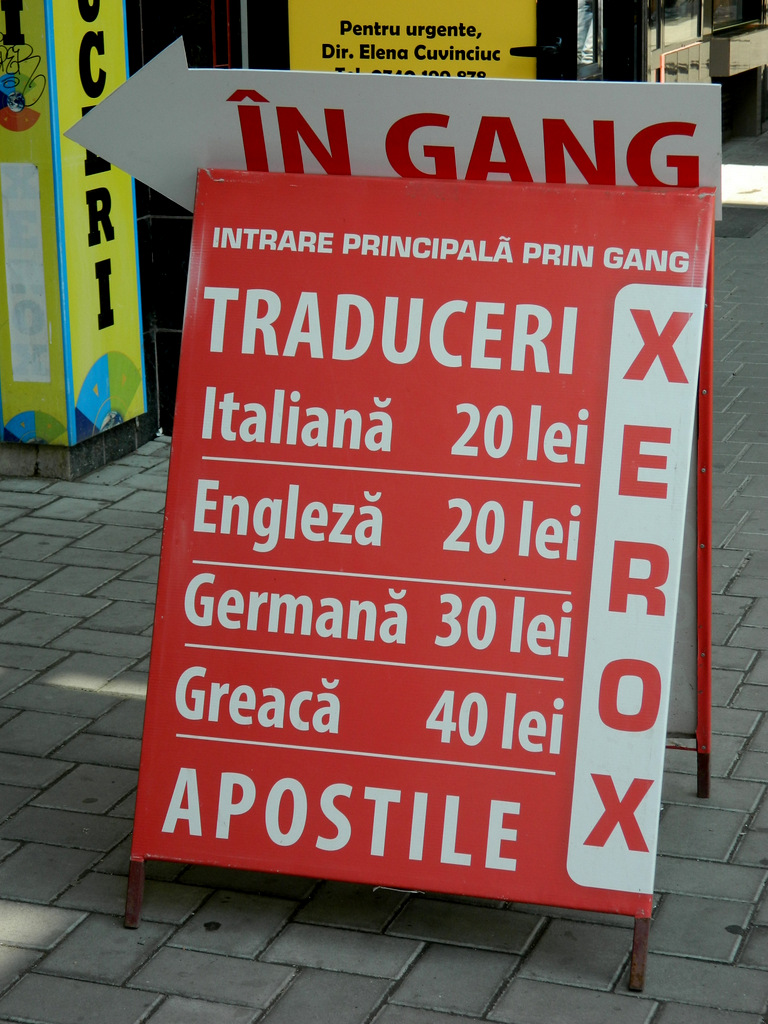 Pentru urgente,
Dir. Elena Cuvinciuc
ÎN GANG
INTRARE PRINCIPALÃ PRIN GANG
TRADUCERI
Italiană 20 lei
Engleză 20 lei
Germană 30 lei
Greacă 40 lei
APOSTILE
XEROX